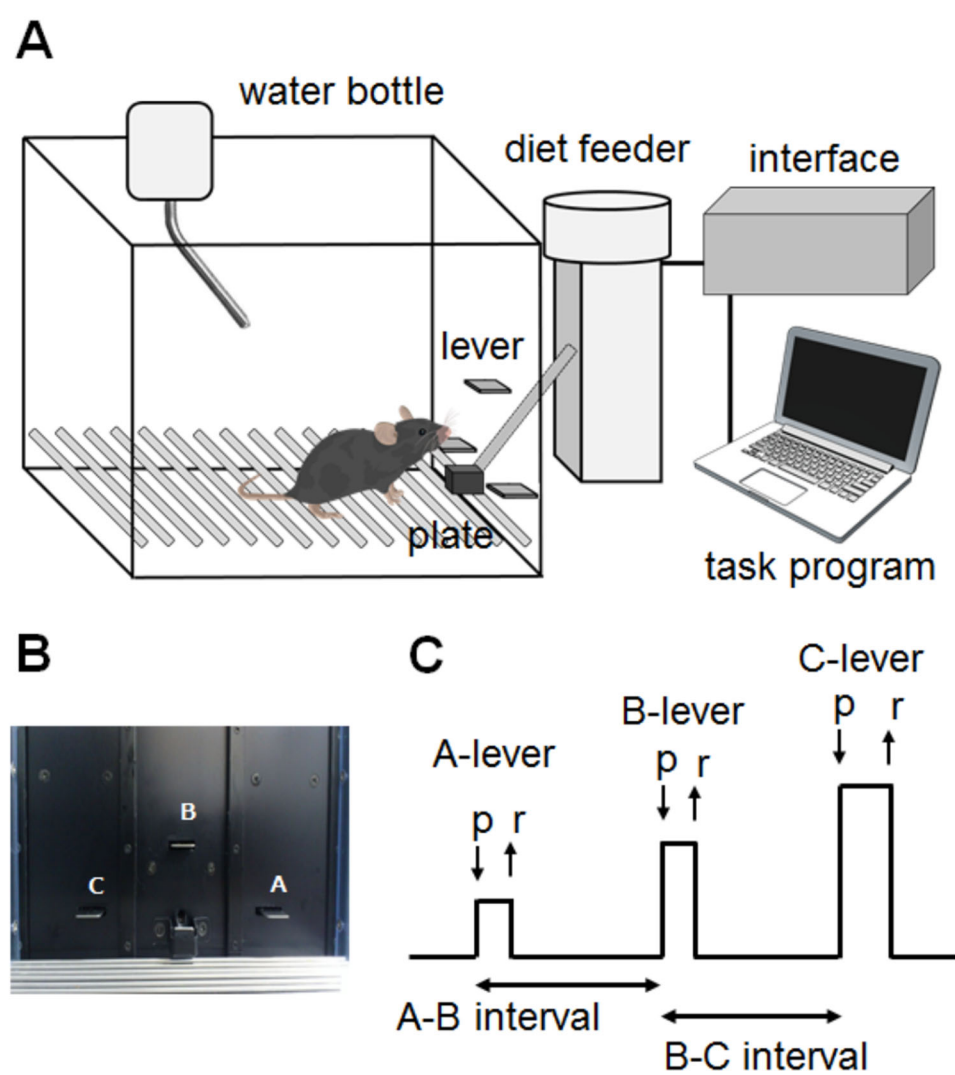 A
water bottle
diet feeder
interface
lever
plate
task program
B
B
C
A
C
C-lever
p r
B-lever
p r
A-lever
p r
A-B interval
B-C interval